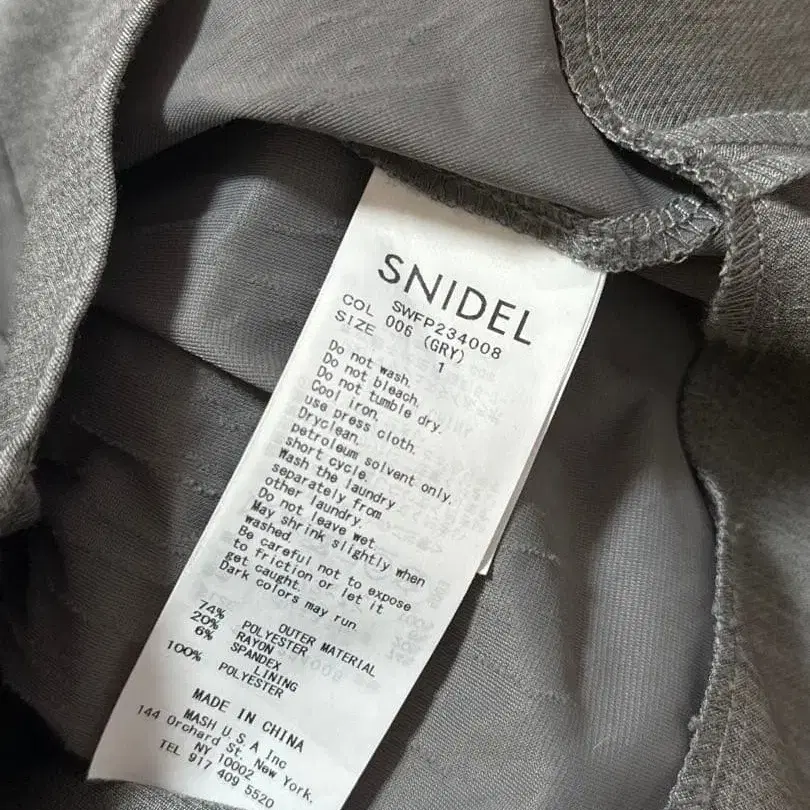 SNIDEL
SWFP234008
COL 006 (GRY)
SIZE 1
Do not wash.
Do not bleach.
Do not tumble dry.
Cool iron.
use press cloth.
Dryclean
petroleum solvent only.
short cycle.
Wash the laundry
separately from
other laundry.
Do not leave wet.
May shrink slightly when
washed.
Be careful not to expose
to friction or let it
get caught.
Dark colors may run
OUTER MATERIAL
74% POLYESTER
20% RAYON
6% SPANDEX
LINING
100% POLYESTER
MADE IN CHINA
MASH U.S.A Inc
144 Orchard St. New York,
NY 10002
TEL 917 409 5520